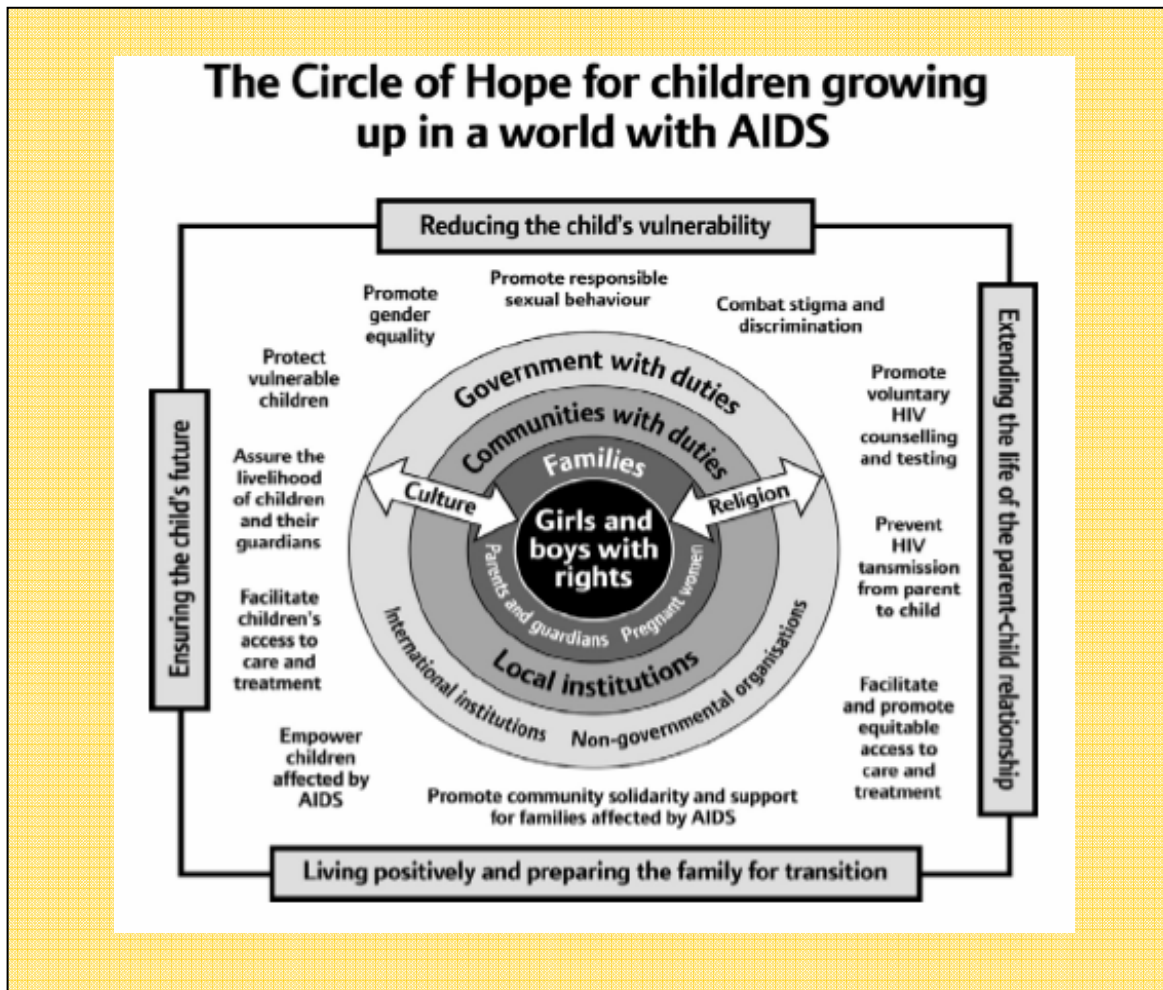 The Circle of Hope for children growing
up in a world with AIDS
Reducing the child's vulnerability
Promote responsible
sexual behaviour
Promote
gender
equality
Combat stigma and
discrimination
Protect
vulnerable
children
Assure the
livelihood
of children
and their
guardians
Facilitate
children's
access to
care and
treatment
Empower
children
affected by
AIDS
Ensuring the child's future
Government with duties
Communities with duties
Families
Culture
Religion
Girls and
boys with
rights
Parents and guardians
Pregnant women
Local institutions
International institutions
Non-governmental organisations
Promote
voluntary
HIV
counselling
and testing
Prevent
HIV
tansmission
from parent
to child
Facilitate
and promote
equitable
access to
care and
treatment
Extending the life of the parent-child relationship
Promote community solidarity and support
for families affected by AIDS
Living positively and preparing the family for transition